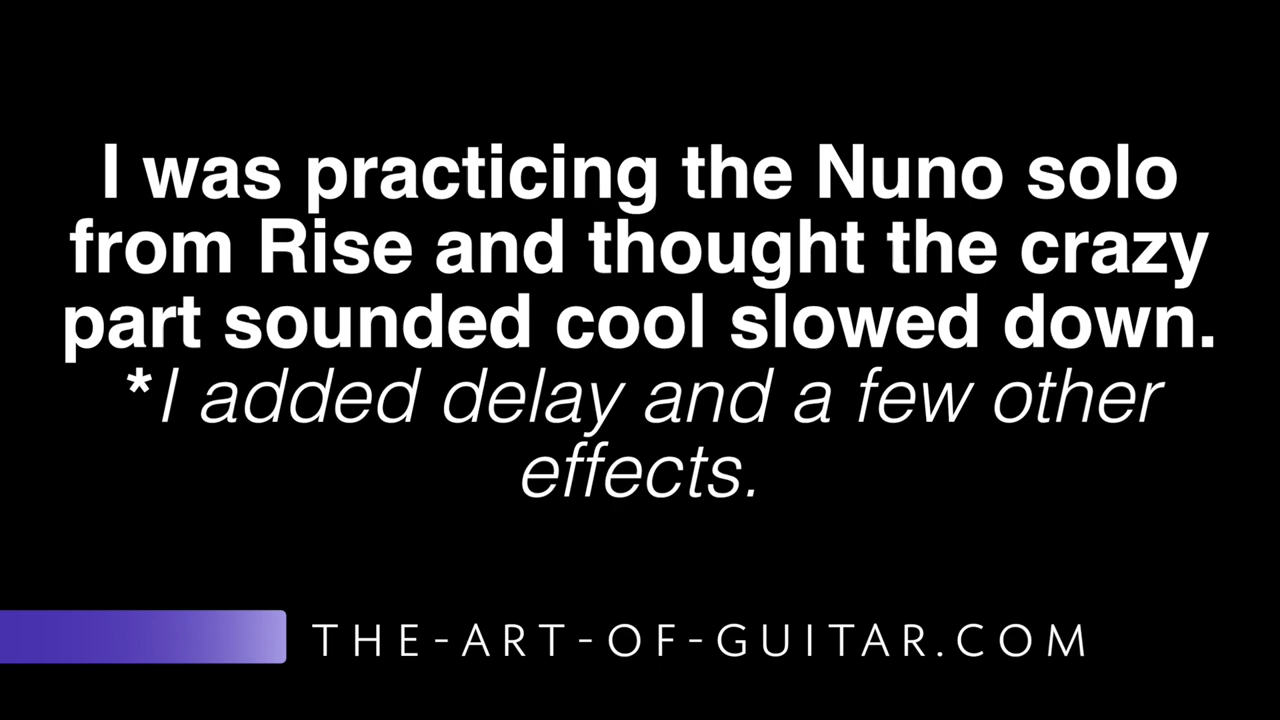 I was practicing the Nuno solo
from Rise and thought the crazy
part sounded cool slowed down.
*I added delay and a few other
effects.
THE-ART-OF-GUITAR.COM